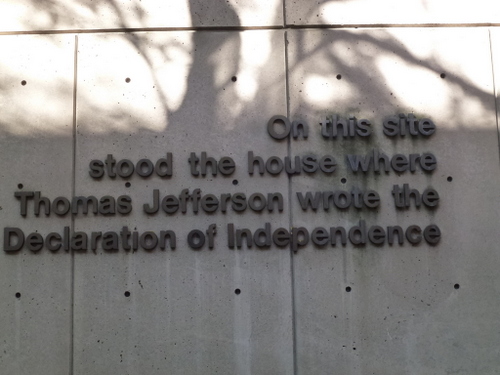 On this site
stood the house where
Thomas Jefferson wrote the
Declaration of Independence